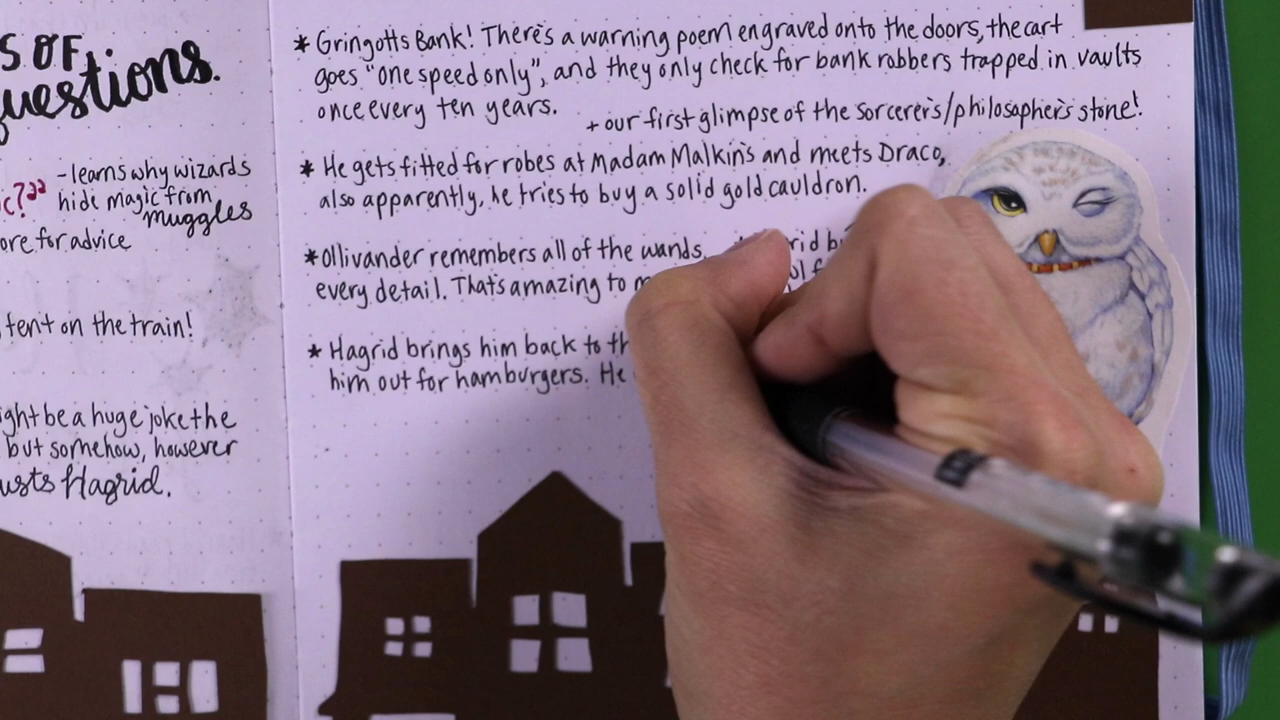 S OF
uestions.
-learns why wizards
hide magic from
muggles
ore for advice
tent on the train!
ght be a huge joke the
but somehow, however
usts Hagrid.
* Gringotts Bank! There's a warning poem engraved onto the doors, the cart
goes "one speed only", and they only check for bank robbers trapped in vaults
once every ten years.
+ our first glimpse of the sorcerer's/philosapher's stone!
* He gets fitted for robes at Madam Malkin's and meets Draco,
also apparently, he tries to buy a solid gold cauldron.
* Ollivander remembers all of the wands,
every detail. That's amazing to
* Hagrid brings him back to th
him out for hamburgers. He